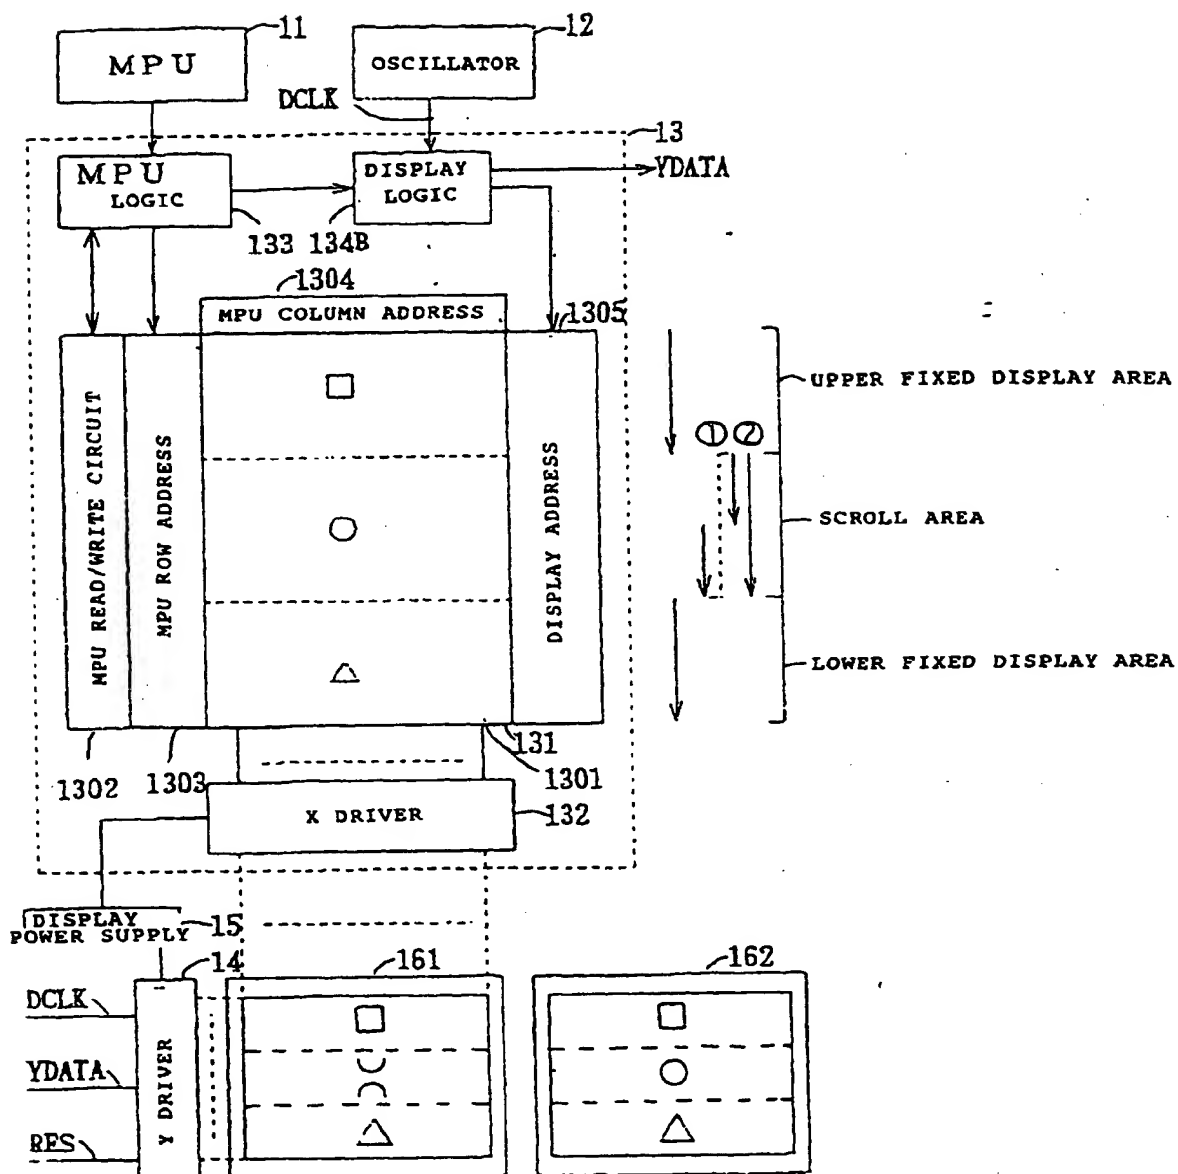 11
12
MPU
OSCILLATOR
DCLK
13
MPU
LOGIC
DISPLAY
LOGIC
YDATA
133
134B
1304
MPU COLUMN ADDRESS
1305
MPU READ/WRITE CIRCUIT
MPU ROW ADDRESS
DISPLAY ADDRESS
UPPER FIXED DISPLAY AREA
① ②
SCROLL AREA
LOWER FIXED DISPLAY AREA
1302
1303
131
1301
X DRIVER
132
DISPLAY
POWER SUPPLY
15
14
161
162
DCLK
YDATA
RES
Y DRIVER